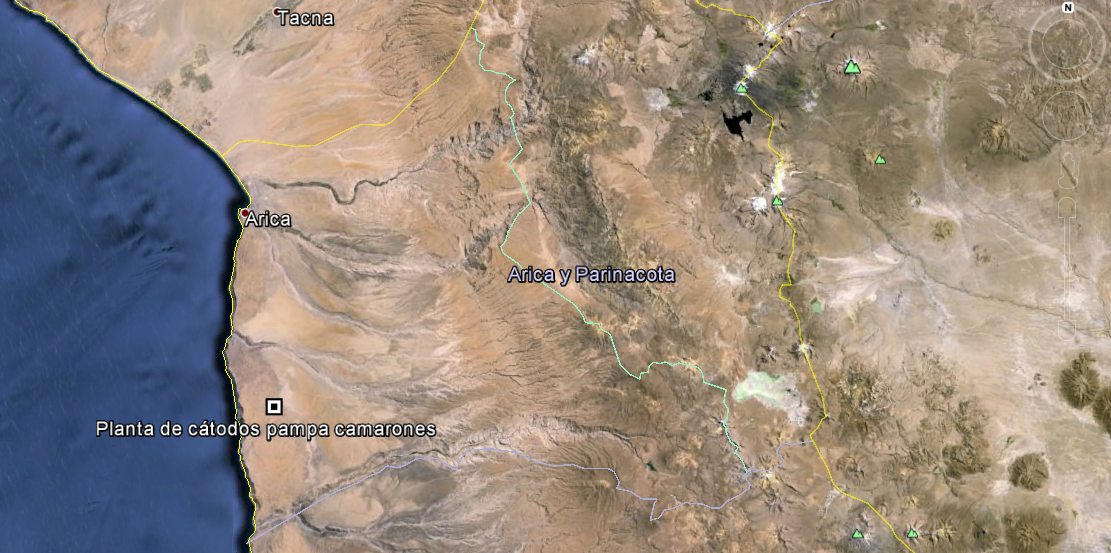 N
Tacna
Arica
Arica y Parinacota
Planta de cátodos pampa camarones